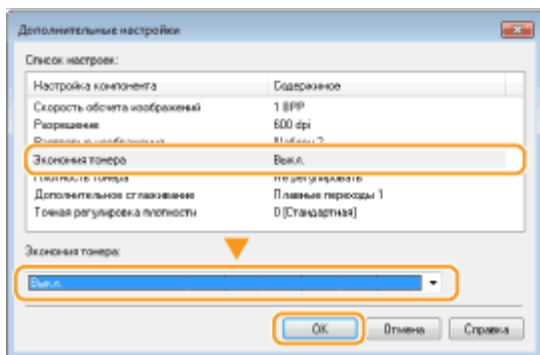 Дополнительные настройки
Список настроек:
Настройка компонента Содержимое
Скорость обсчета изображений 1 BPP
Разрешение 600 dpi
Экономия тонера Выкл.
Плотность тонера Не регулировать
Дополнительное сглаживание Плавные переходы 1
Точная регулировка плотности 0 [Стандартная]
Экономия тонера:
Выкл.
OK Отмена Справка